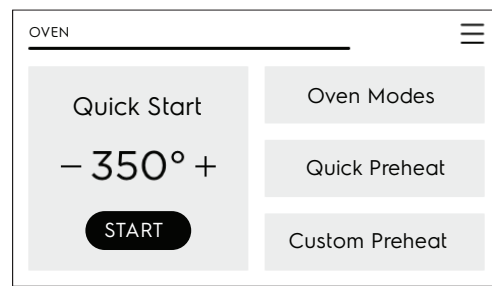 OVEN
Quick Start
– 350° +
START
Oven Modes
Quick Preheat
Custom Preheat